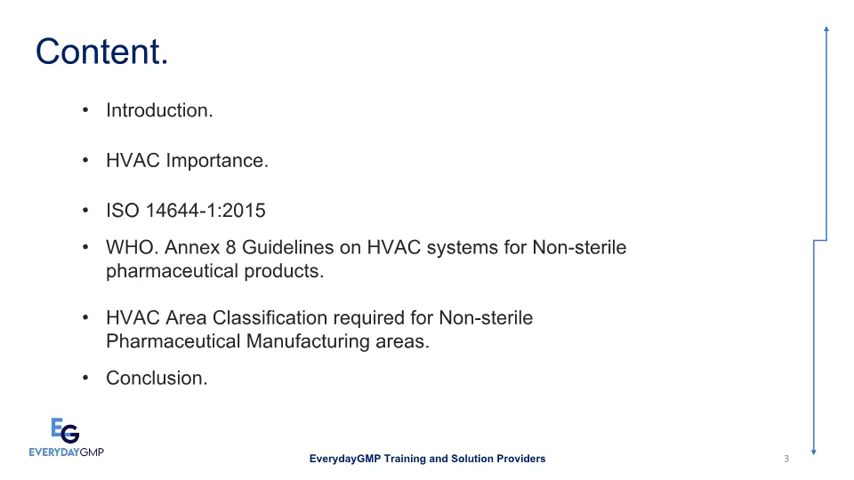 Content.
• Introduction.
• HVAC Importance.
• ISO 14644-1:2015
• WHO. Annex 8 Guidelines on HVAC systems for Non-sterile
pharmaceutical products.
• HVAC Area Classification required for Non-sterile
Pharmaceutical Manufacturing areas.
• Conclusion.
EG
EVERYDAYGMP
EverydayGMP Training and Solution Providers
3